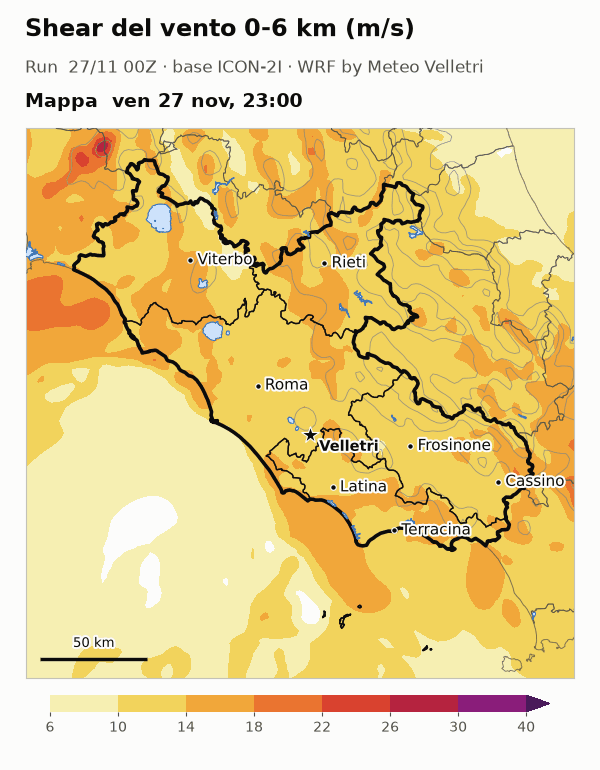 Shear del vento 0-6 km (m/s)
Run  27/11 00Z · base ICON-2I · WRF by Meteo Velletri
Mappa  ven 27 nov, 23:00
Viterbo
Rieti
Roma
Velletri
Frosinone
Latina
Cassino
Terracina
50 km
6 10 14 18 22 26 30 40